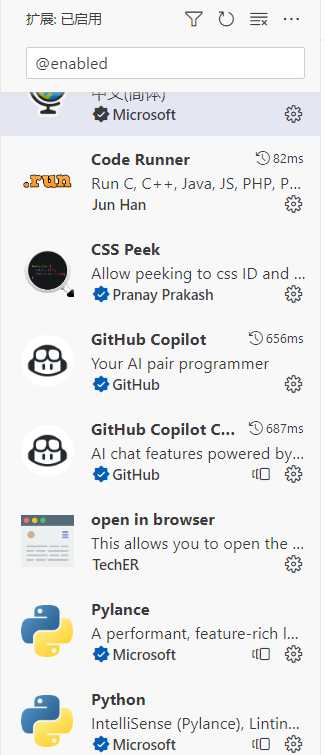 扩展: 已启用
@enabled
中文(简体)
Microsoft
Code Runner 82ms
.run
Run C, C++, Java, JS, PHP, P...
Jun Han
CSS Peek
Allow peeking to css ID and ...
Pranay Prakash
GitHub Copilot 656ms
Your AI pair programmer
GitHub
GitHub Copilot C... 687ms
AI chat features powered by...
GitHub
open in browser
This allows you to open the ...
TechER
Pylance
A performant, feature-rich l...
Microsoft
Python
IntelliSense (Pylance), Lintin...
Microsoft